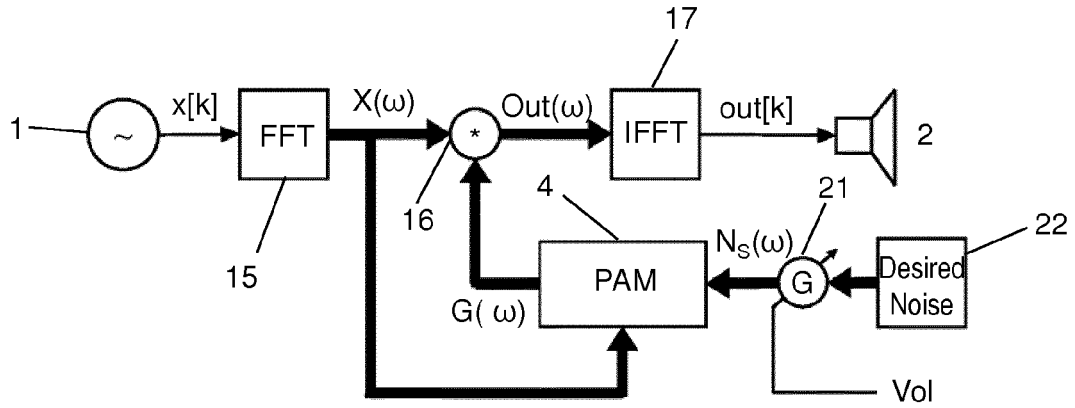 17
1
~
x[k]
FFT
X(ω)
*
Out(ω)
IFFT
out[k]
2
15
16
4
21
22
PAM
G( ω)
N_S(ω)
G
Desired
Noise
Vol